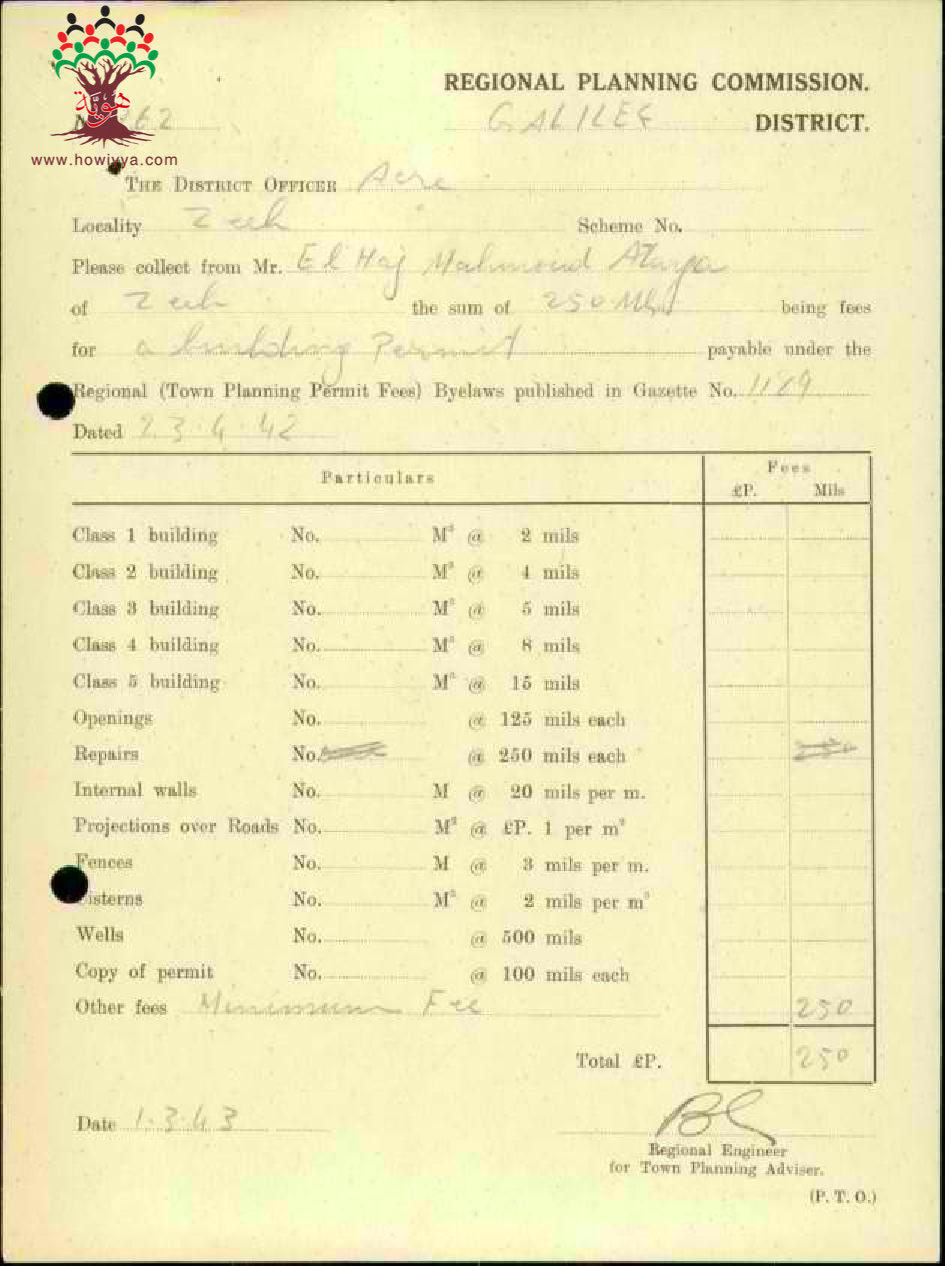 هوية
www.howiyya.com
REGIONAL PLANNING COMMISSION.
262 GALILEE DISTRICT.
THE DISTRICT OFFICER Acre
Locality Zeeb Scheme No.
Please collect from Mr. El Haj Mahmoud Ataya
of Zeeb the sum of 250 Mls being fees
for a building Permit payable under the
Regional (Town Planning Permit Fees) Byelaws published in Gazette No. 1189
Dated 23.4.42
Particulars Fees
£P. Mils
Class 1 building No. M² @ 2 mils
Class 2 building No. M² @ 4 mils
Class 3 building No. M² @ 5 mils
Class 4 building No. M² @ 8 mils
Class 5 building No. M² @ 15 mils
Openings No. @ 125 mils each
Repairs No. @ 250 mils each
Internal walls No. M @ 20 mils per m.
Projections over Roads No. M² @ £P. 1 per m²
Fences No. M @ 3 mils per m.
Cisterns No. M³ @ 2 mils per m³
Wells No. @ 500 mils
Copy of permit No. @ 100 mils each
Other fees Minimum Fee 250
Total £P. 250
Date 1.3.43
Regional Engineer
for Town Planning Adviser.
(P. T. O.)